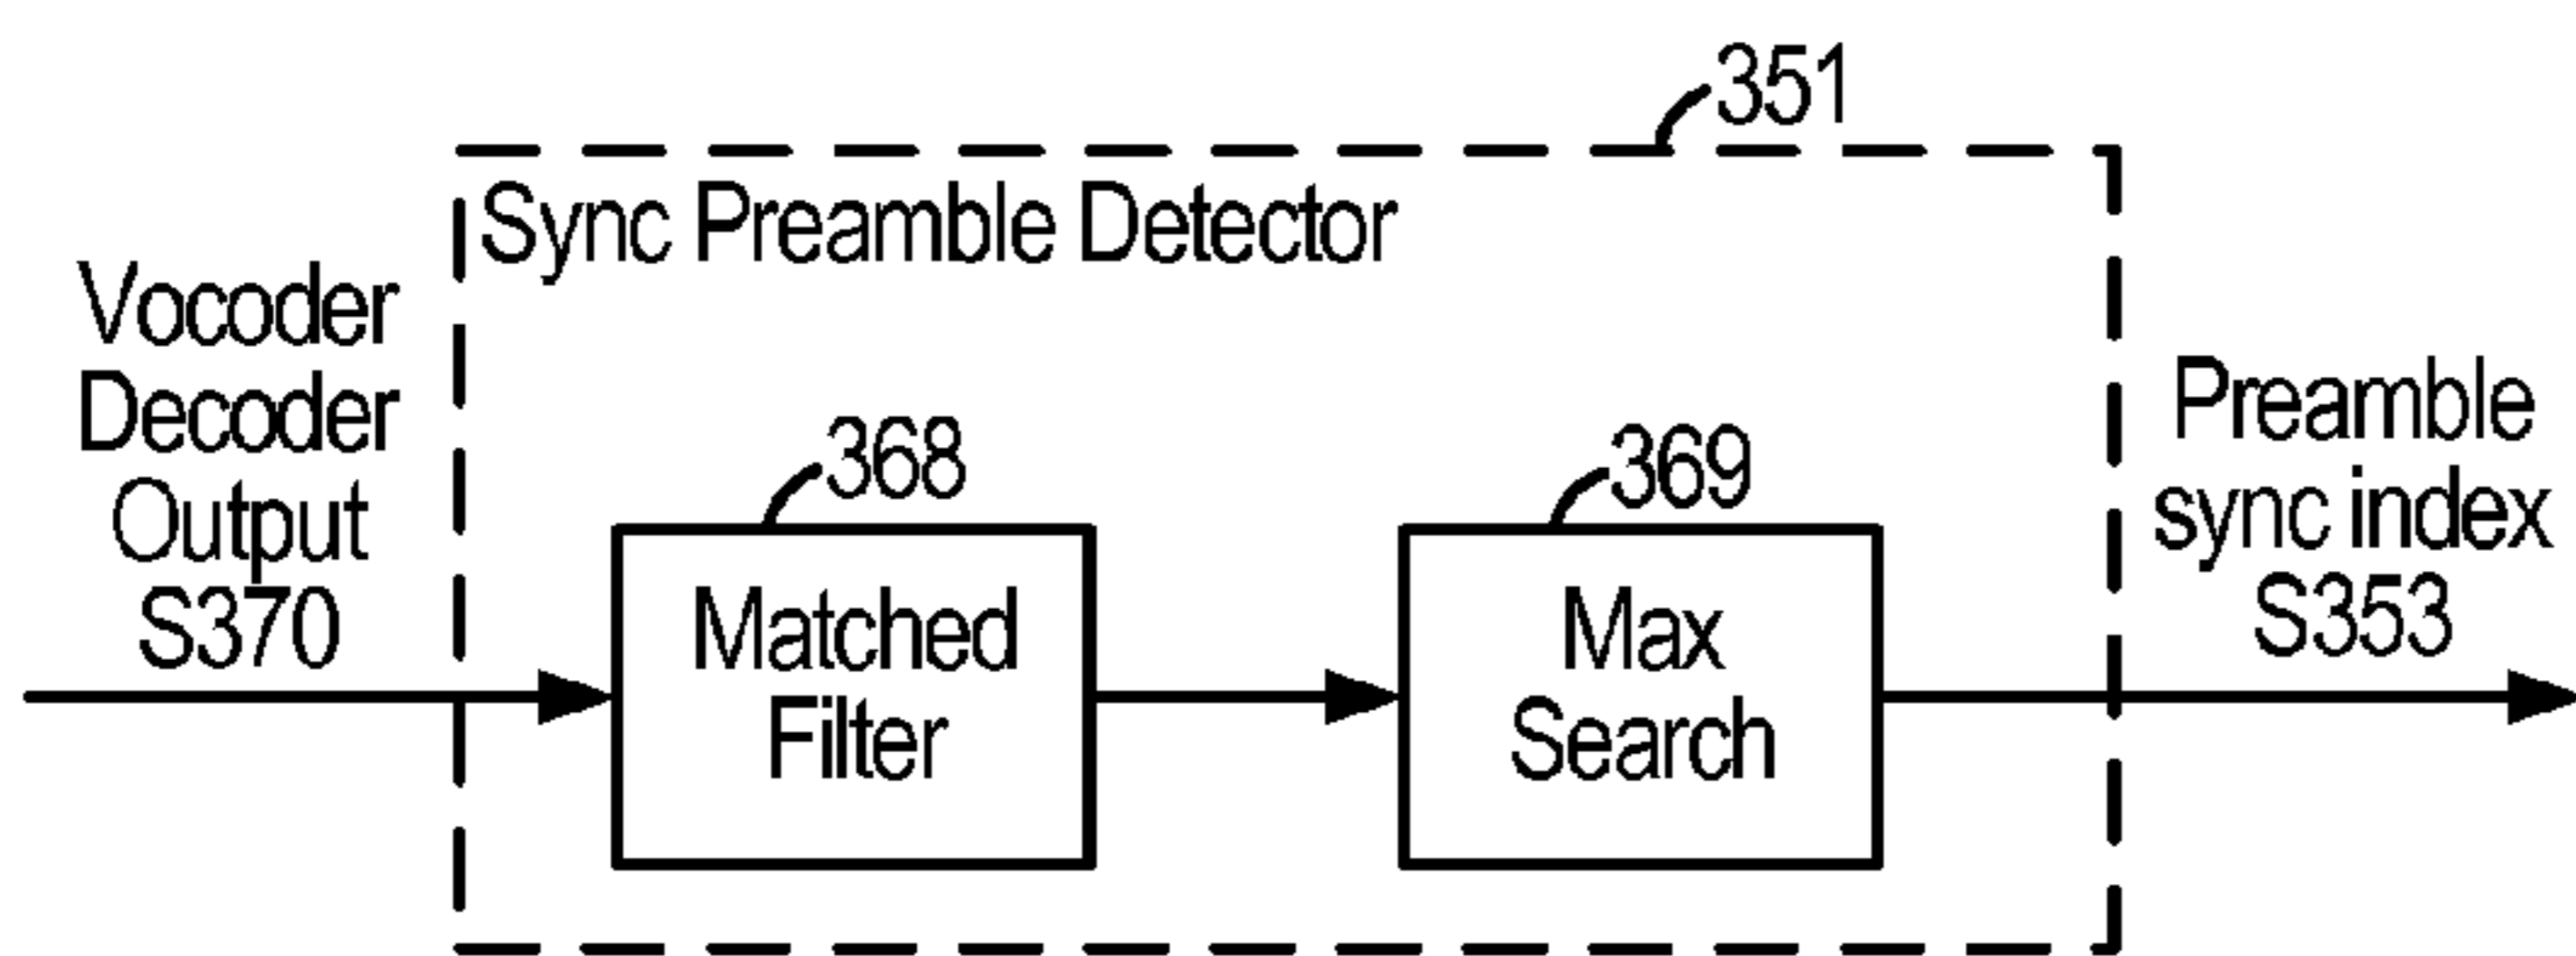 351
Sync Preamble Detector
Vocoder
Decoder
Output
S370
368
Matched
Filter
369
Max
Search
Preamble
sync index
S353